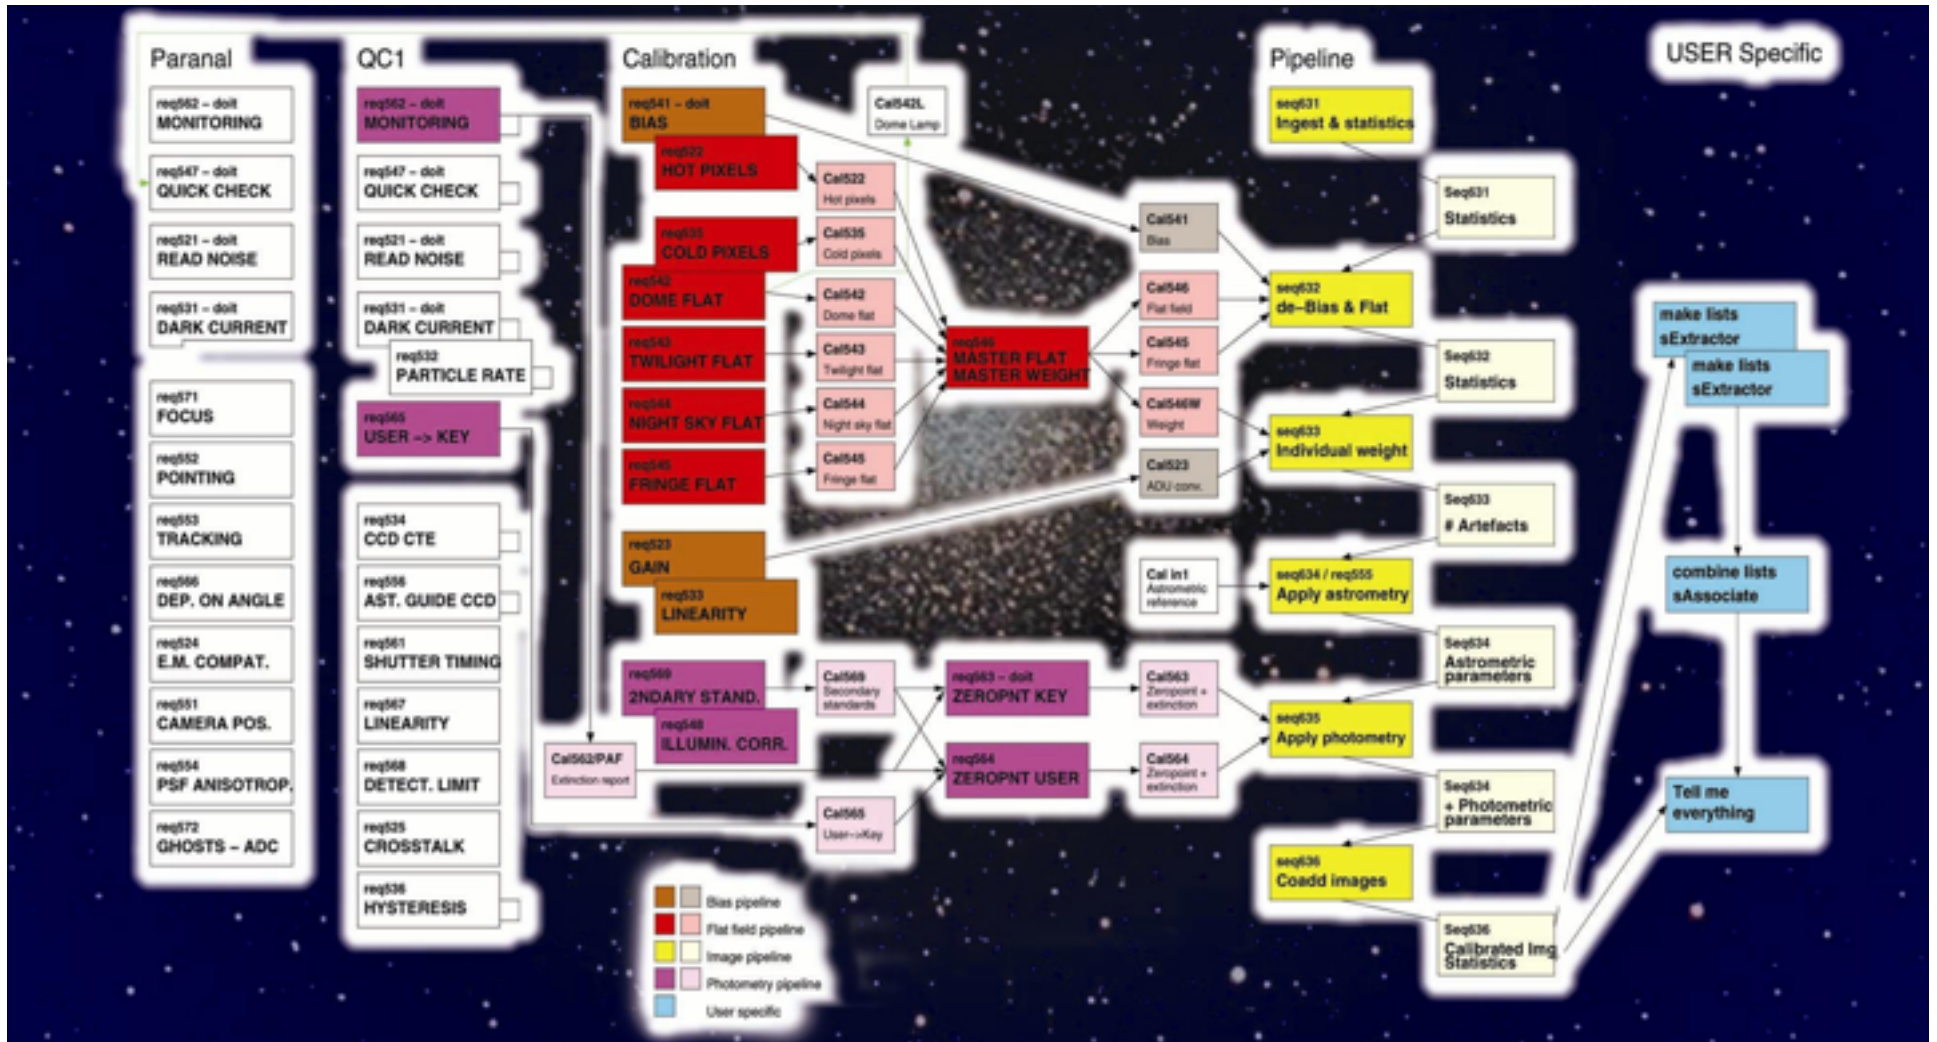 Paranal
req562 – doit
MONITORING
req547 – doit
QUICK CHECK
req521 – doit
READ NOISE
req531 – doit
DARK CURRENT
req571
FOCUS
req552
POINTING
req553
TRACKING
req566
DEP. ON ANGLE
req524
E.M. COMPAT.
req551
CAMERA POS.
req554
PSF ANISOTROP.
req572
GHOSTS – ADC
QC1
req562 – doit
MONITORING
req547 – doit
QUICK CHECK
req521 – doit
READ NOISE
req531 – doit
DARK CURRENT
req532
PARTICLE RATE
req565
USER –> KEY
req534
CCD CTE
req556
AST. GUIDE CCD
req561
SHUTTER TIMING
req567
LINEARITY
req568
DETECT. LIMIT
req525
CROSSTALK
req536
HYSTERESIS
Calibration
req541 – doit
BIAS
req522
HOT PIXELS
req535
COLD PIXELS
req542
DOME FLAT
req543
TWILIGHT FLAT
req544
NIGHT SKY FLAT
req545
FRINGE FLAT
req523
GAIN
req533
LINEARITY
req569
2NDARY STAND.
req548
ILLUMIN. CORR.
Cal562/PAF
Extinction report
Cal542L
Dome Lamp
Cal522
Hot pixels
Cal535
Cold pixels
Cal542
Dome flat
Cal543
Twilight flat
Cal544
Night sky flat
Cal545
Fringe flat
Cal569
Secondary
standards
Cal565
User–>Key
req546
MASTER FLAT
MASTER WEIGHT
req563 – doit
ZEROPNT KEY
req564
ZEROPNT USER
Cal541
Bias
Cal546
Flat field
Cal545
Fringe flat
Cal546W
Weight
Cal523
ADU conv.
Cal in1
Astrometric
reference
Cal563
Zeropoint +
extinction
Cal564
Zeropoint +
extinction
Pipeline
seq631
Ingest & statistics
Seq631
Statistics
seq632
de–Bias & Flat
Seq632
Statistics
seq633
Individual weight
Seq633
# Artefacts
seq634 / req555
Apply astrometry
Seq634
Astrometric
parameters
seq635
Apply photometry
Seq634
+ Photometric
parameters
seq636
Coadd images
Seq636
Calibrated Img
Statistics
USER Specific
make lists
sExtractor
make lists
sExtractor
combine lists
sAssociate
Tell me
everything
Bias pipeline
Flat field pipeline
Image pipeline
Photometry pipeline
User specific